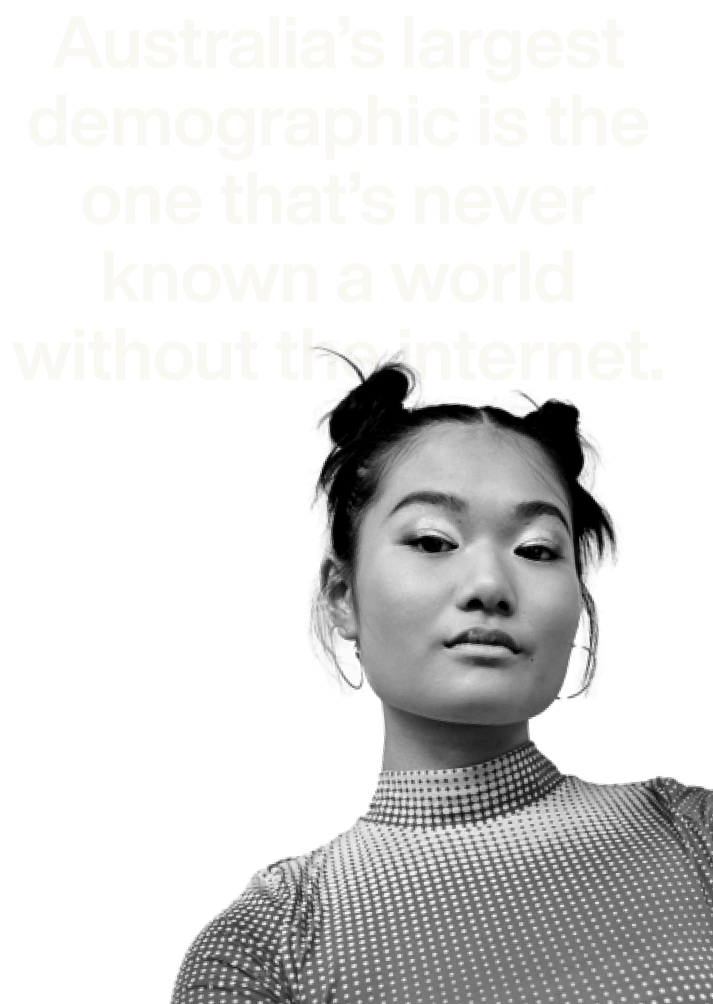 Australia’s largest
demographic is the
one that’s never
known a world
without the internet.